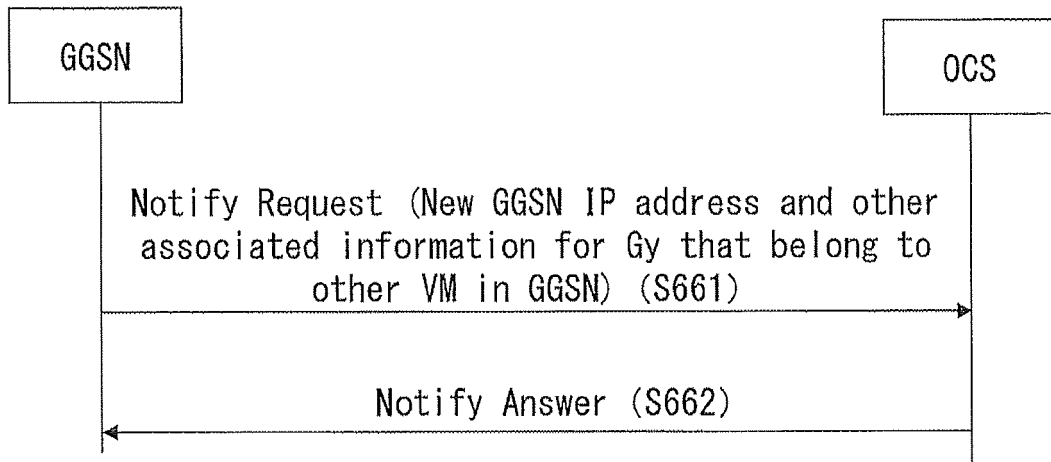 GGSN
OCS
Notify Request (New GGSN IP address and other
associated information for Gy that belong to
other VM in GGSN) (S661)
Notify Answer (S662)